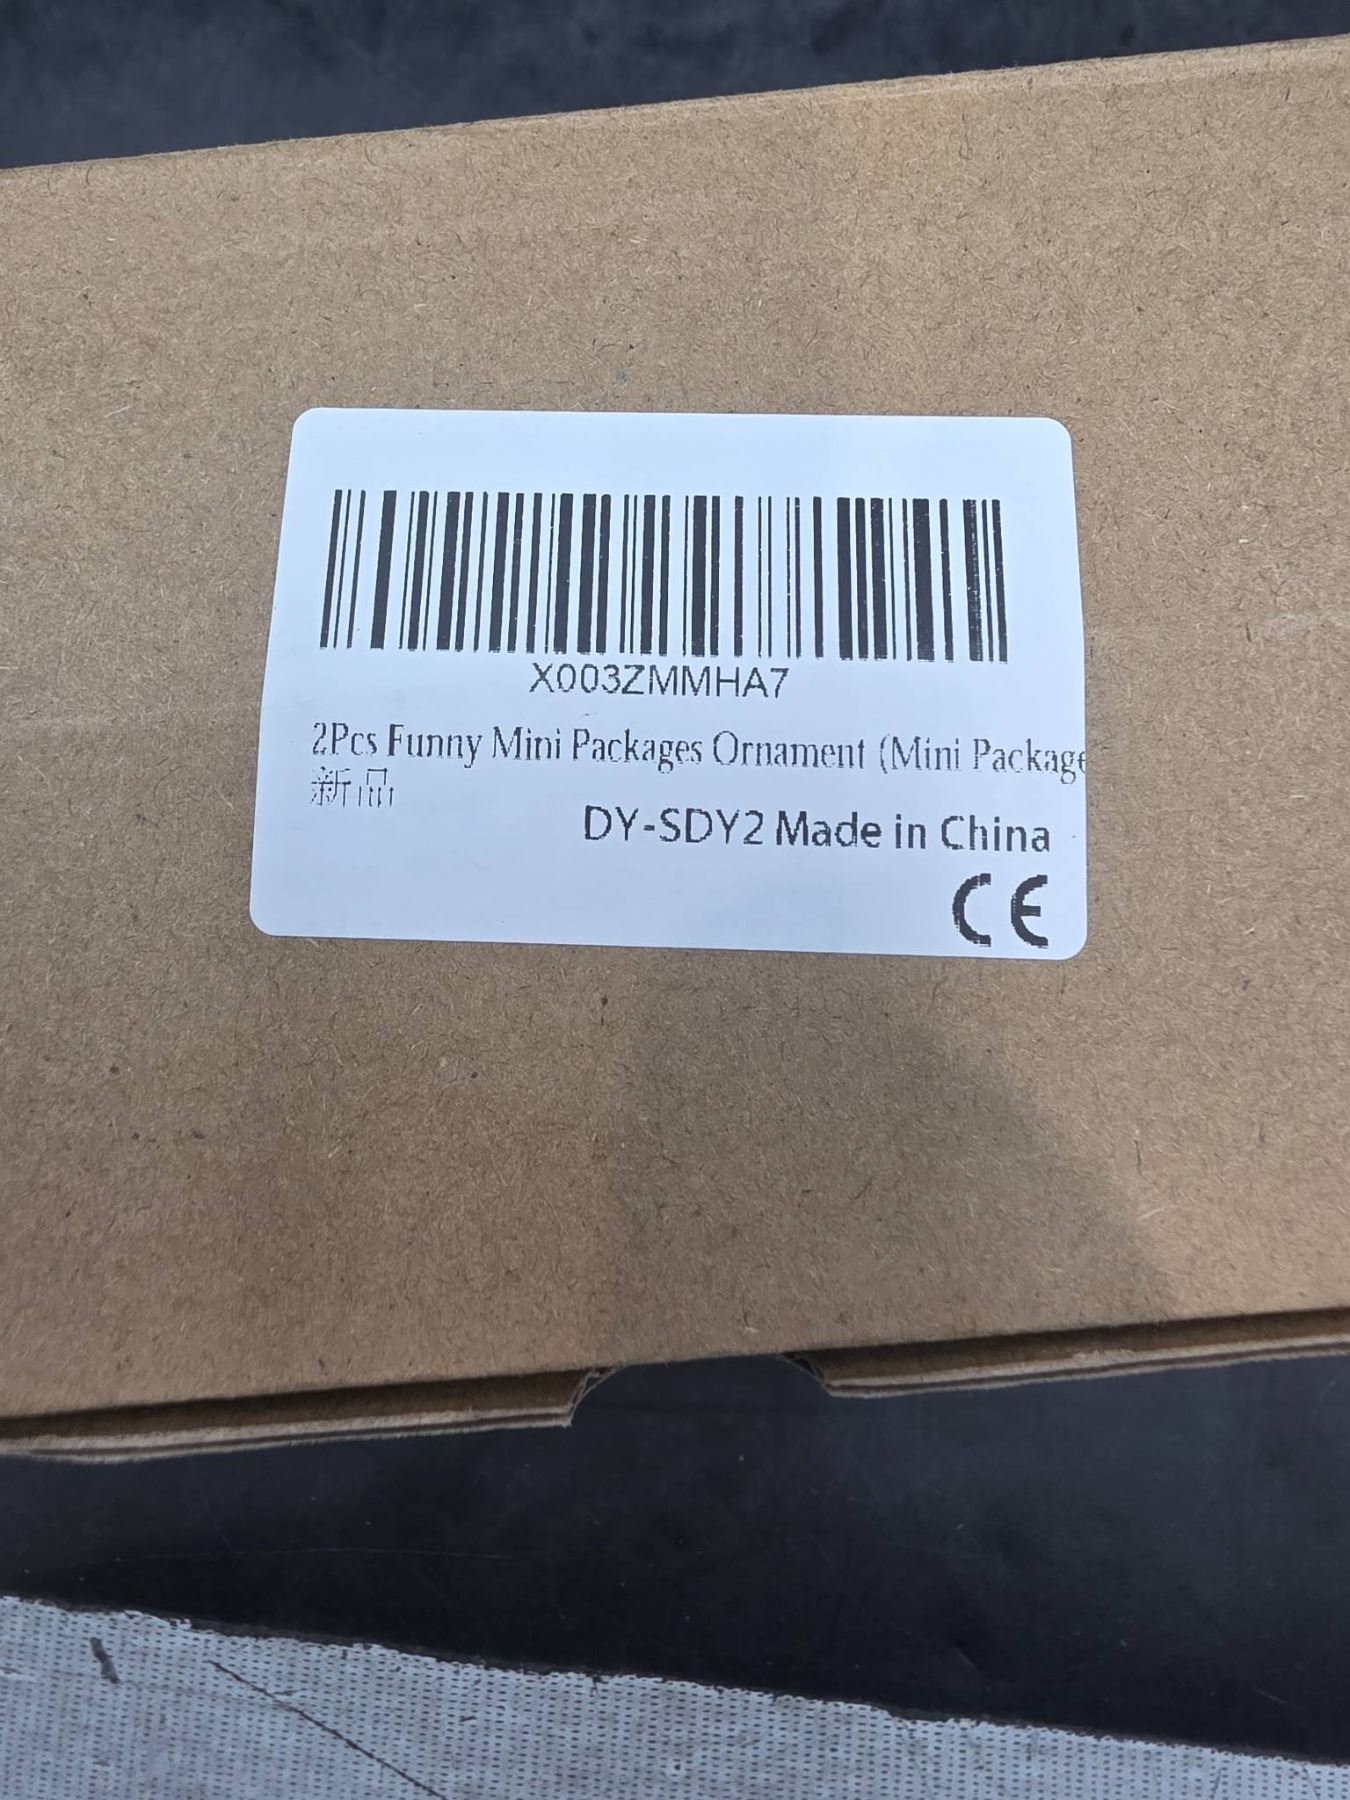 X003ZMMHA7
2Pcs Funny Mini Packages Ornament (Mini Package
新品
DY-SDY2 Made in China
CE